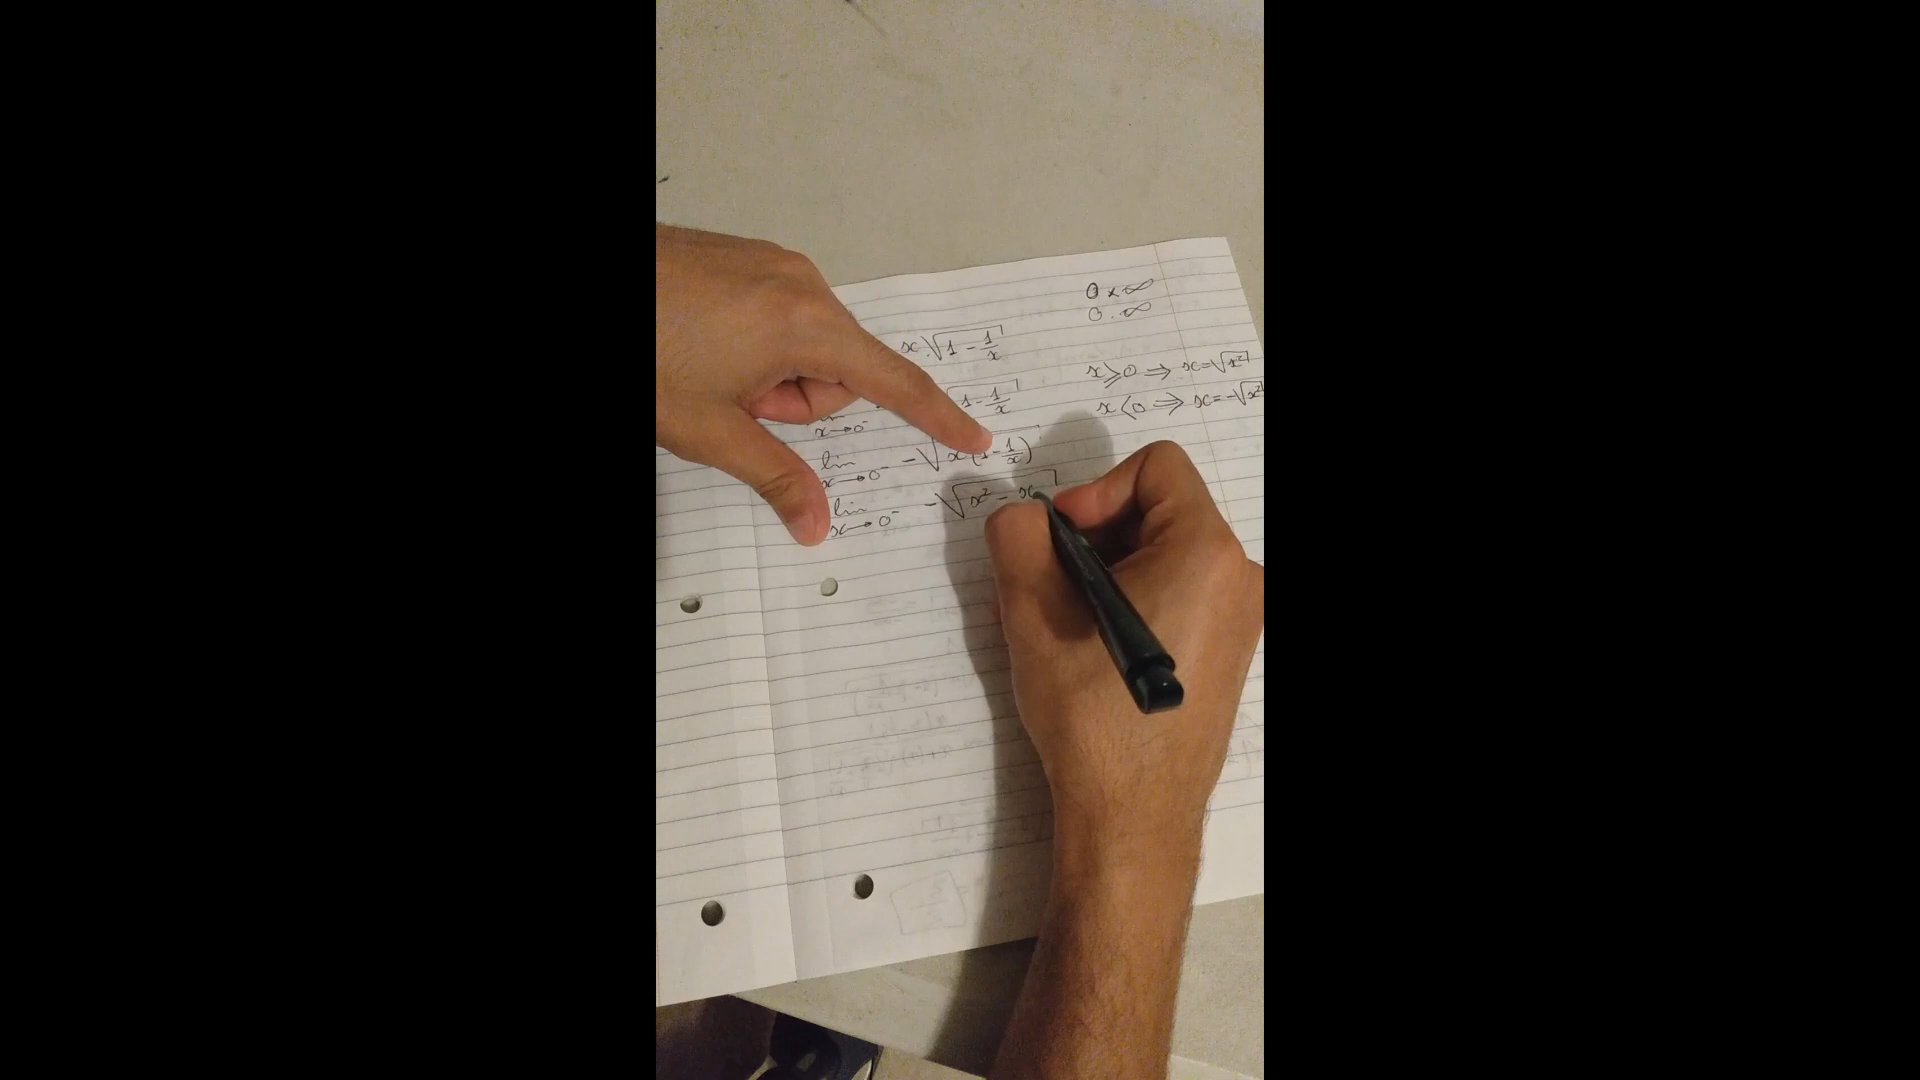 0 × ∞
0 . ∞
x . √(1 - 1/x)
x ⩾ 0 ⇒ x = √x²
1 - 1/x
x → 0⁻
x < 0 ⇒ x = -√x²
lim x → 0⁻ - √(x (1 - 1/x))
lim x → 0⁻ - √(x² - x)